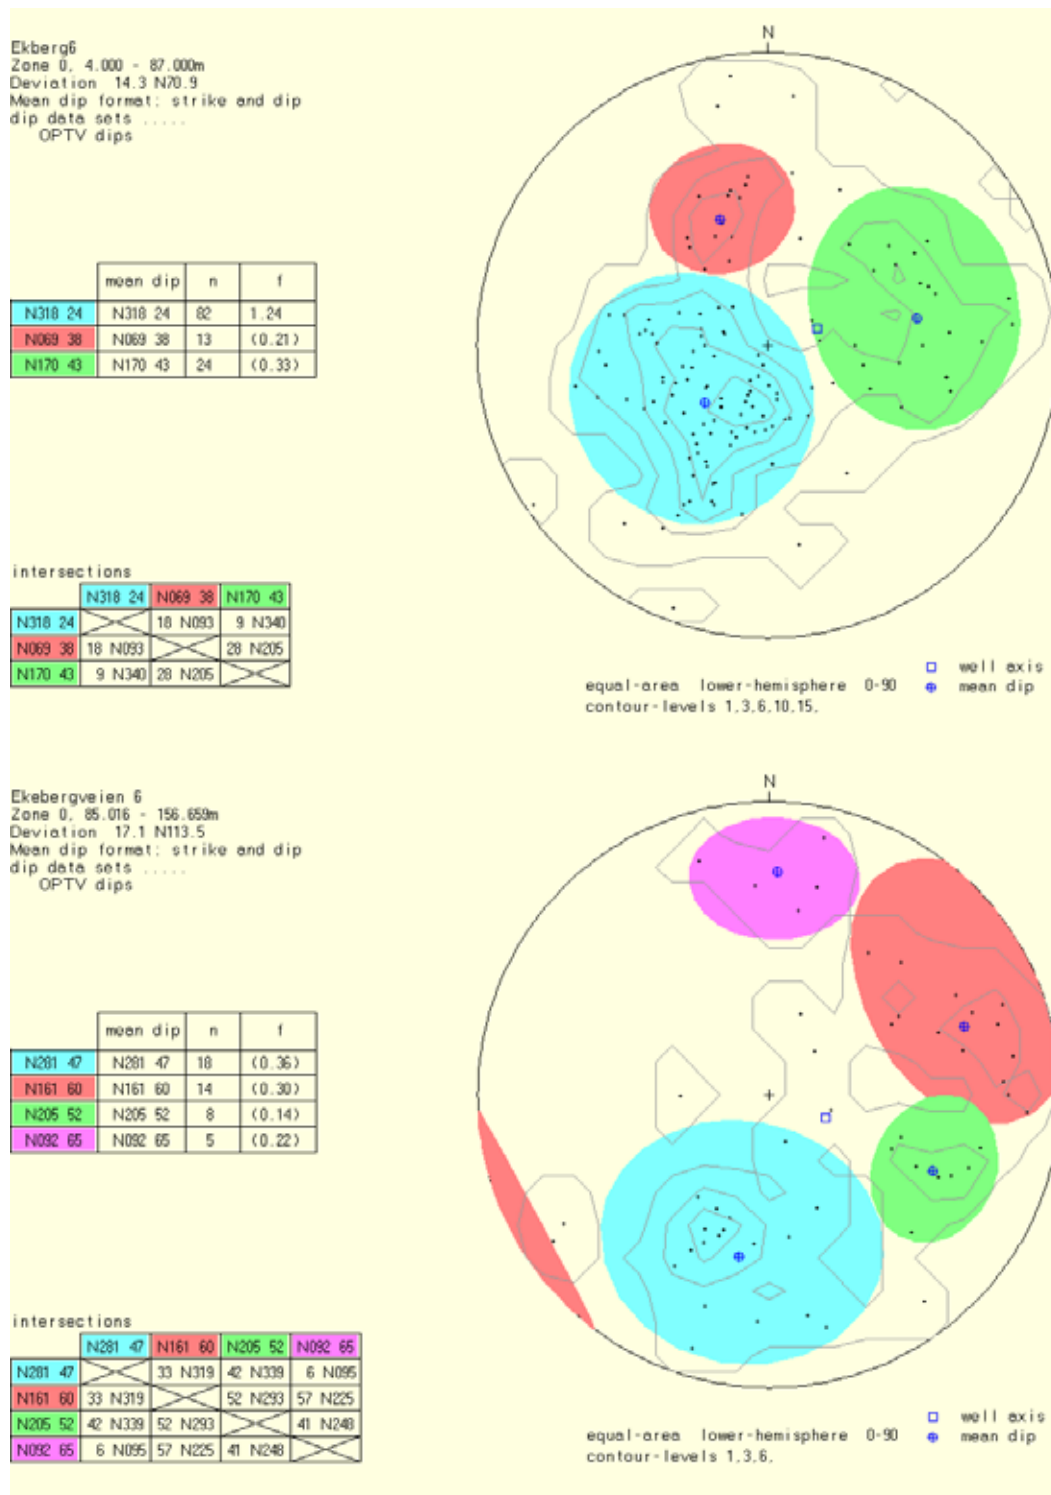 N
Ekberg6
Zone 0, 4.000 - 87.000m
Deviation 14.3 N70.9
Mean dip format: strike and dip
dip data sets .....
OPTV dips
mean dip n f
N318 24 N318 24 82 1.24
N069 38 N069 38 13 (0.21)
N170 43 N170 43 24 (0.33)
intersections
N318 24 N069 38 N170 43
N318 24 18 N093 9 N340
N069 38 18 N093 28 N205
N170 43 9 N340 28 N205
well axis
equal-area lower-hemisphere 0-90 mean dip
contour-levels 1,3,6,10,15,
N
Ekebergveien 6
Zone 0, 85.016 - 156.659m
Deviation 17.1 N113.5
Mean dip format: strike and dip
dip data sets .....
OPTV dips
mean dip n f
N281 47 N281 47 18 (0.36)
N161 60 N161 60 14 (0.30)
N205 52 N205 52 8 (0.14)
N092 65 N092 65 5 (0.22)
intersections
N281 47 N161 60 N205 52 N092 65
N281 47 33 N319 42 N339 6 N095
N161 60 33 N319 52 N293 57 N225
N205 52 42 N339 52 N293 41 N248
N092 65 6 N095 57 N225 41 N248
well axis
equal-area lower-hemisphere 0-90 mean dip
contour-levels 1,3,6,